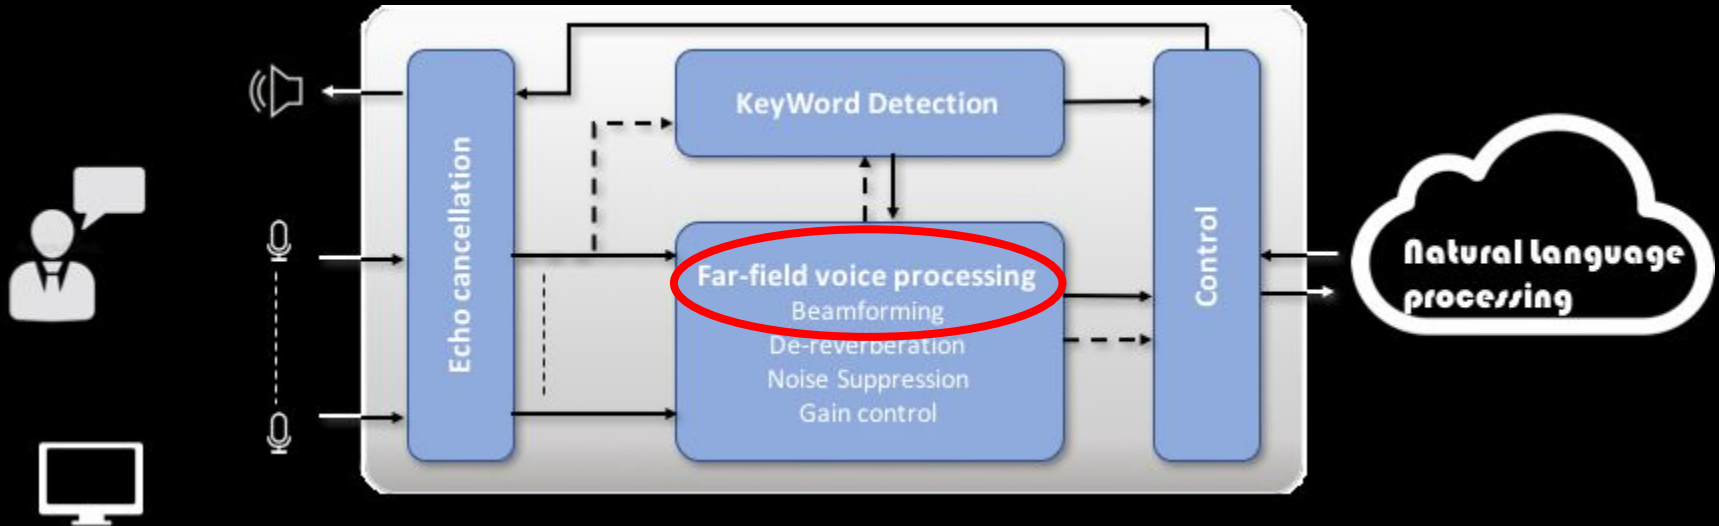 KeyWord Detection
Echo cancellation
Far-field voice processing
Beamforming
De-reverberation
Noise Suppression
Gain control
Control
Natural Language
processing